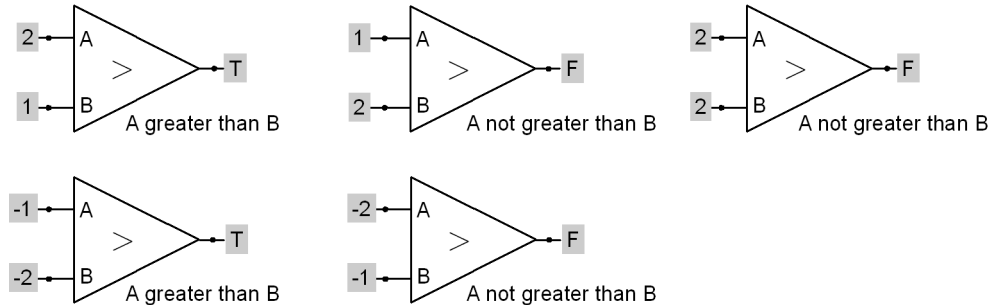 2 A > B 1 T
A greater than B
1 A > B 2 F
A not greater than B
2 A > B 2 F
A not greater than B
-1 A > B -2 T
A greater than B
-2 A > B -1 F
A not greater than B